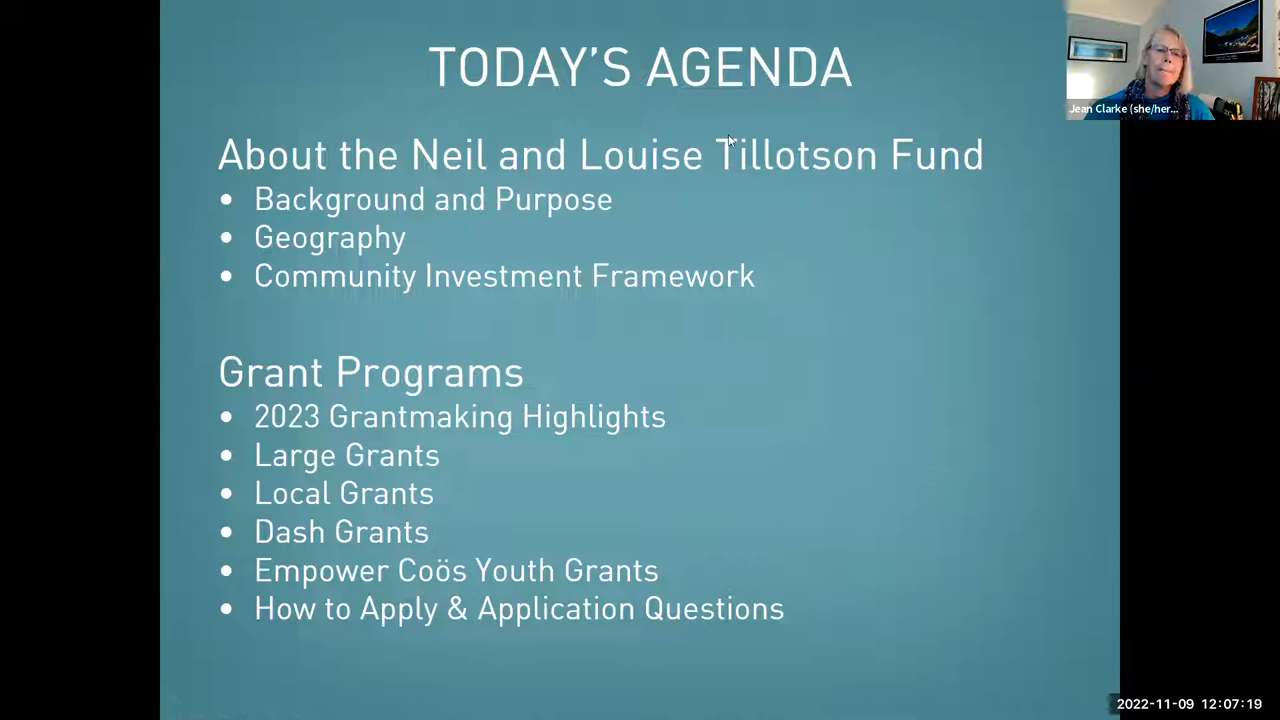 TODAY’S AGENDA
Jean Clarke (she/her...
About the Neil and Louise Tillotson Fund
• Background and Purpose
• Geography
• Community Investment Framework
Grant Programs
• 2023 Grantmaking Highlights
• Large Grants
• Local Grants
• Dash Grants
• Empower Coös Youth Grants
• How to Apply & Application Questions
2022-11-09 12:07:19